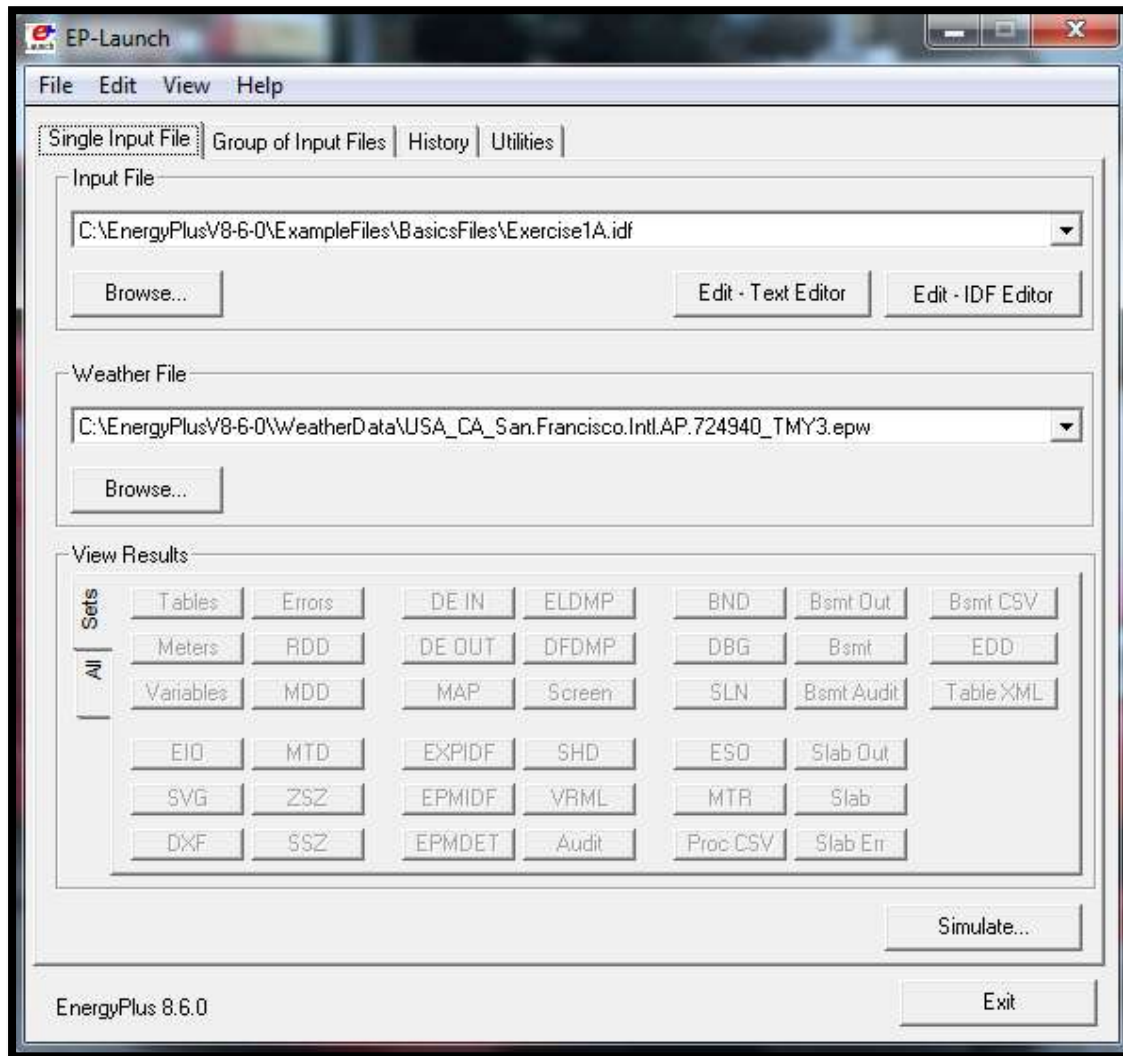 EP-Launch
File Edit View Help
Single Input File Group of Input Files History Utilities
Input File
C:\EnergyPlusV8-6-0\ExampleFiles\BasicsFiles\Exercise1A.idf
Browse... Edit - Text Editor Edit - IDF Editor
Weather File
C:\EnergyPlusV8-6-0\WeatherData\USA_CA_San.Francisco.Intl.AP.724940_TMY3.epw
Browse...
View Results
Sets
All
Tables Errors DE IN ELDMP BND Bsmt Out Bsmt CSV
Meters RDD DE OUT DFDMP DBG Bsmt EDD
Variables MDD MAP Screen SLN Bsmt Audit Table XML
EIO MTD EXPIDF SHD ESO Slab Out
SVG ZSZ EPMIDF VRML MTR Slab
DXF SSZ EPMDET Audit Proc CSV Slab Err
Simulate...
EnergyPlus 8.6.0 Exit